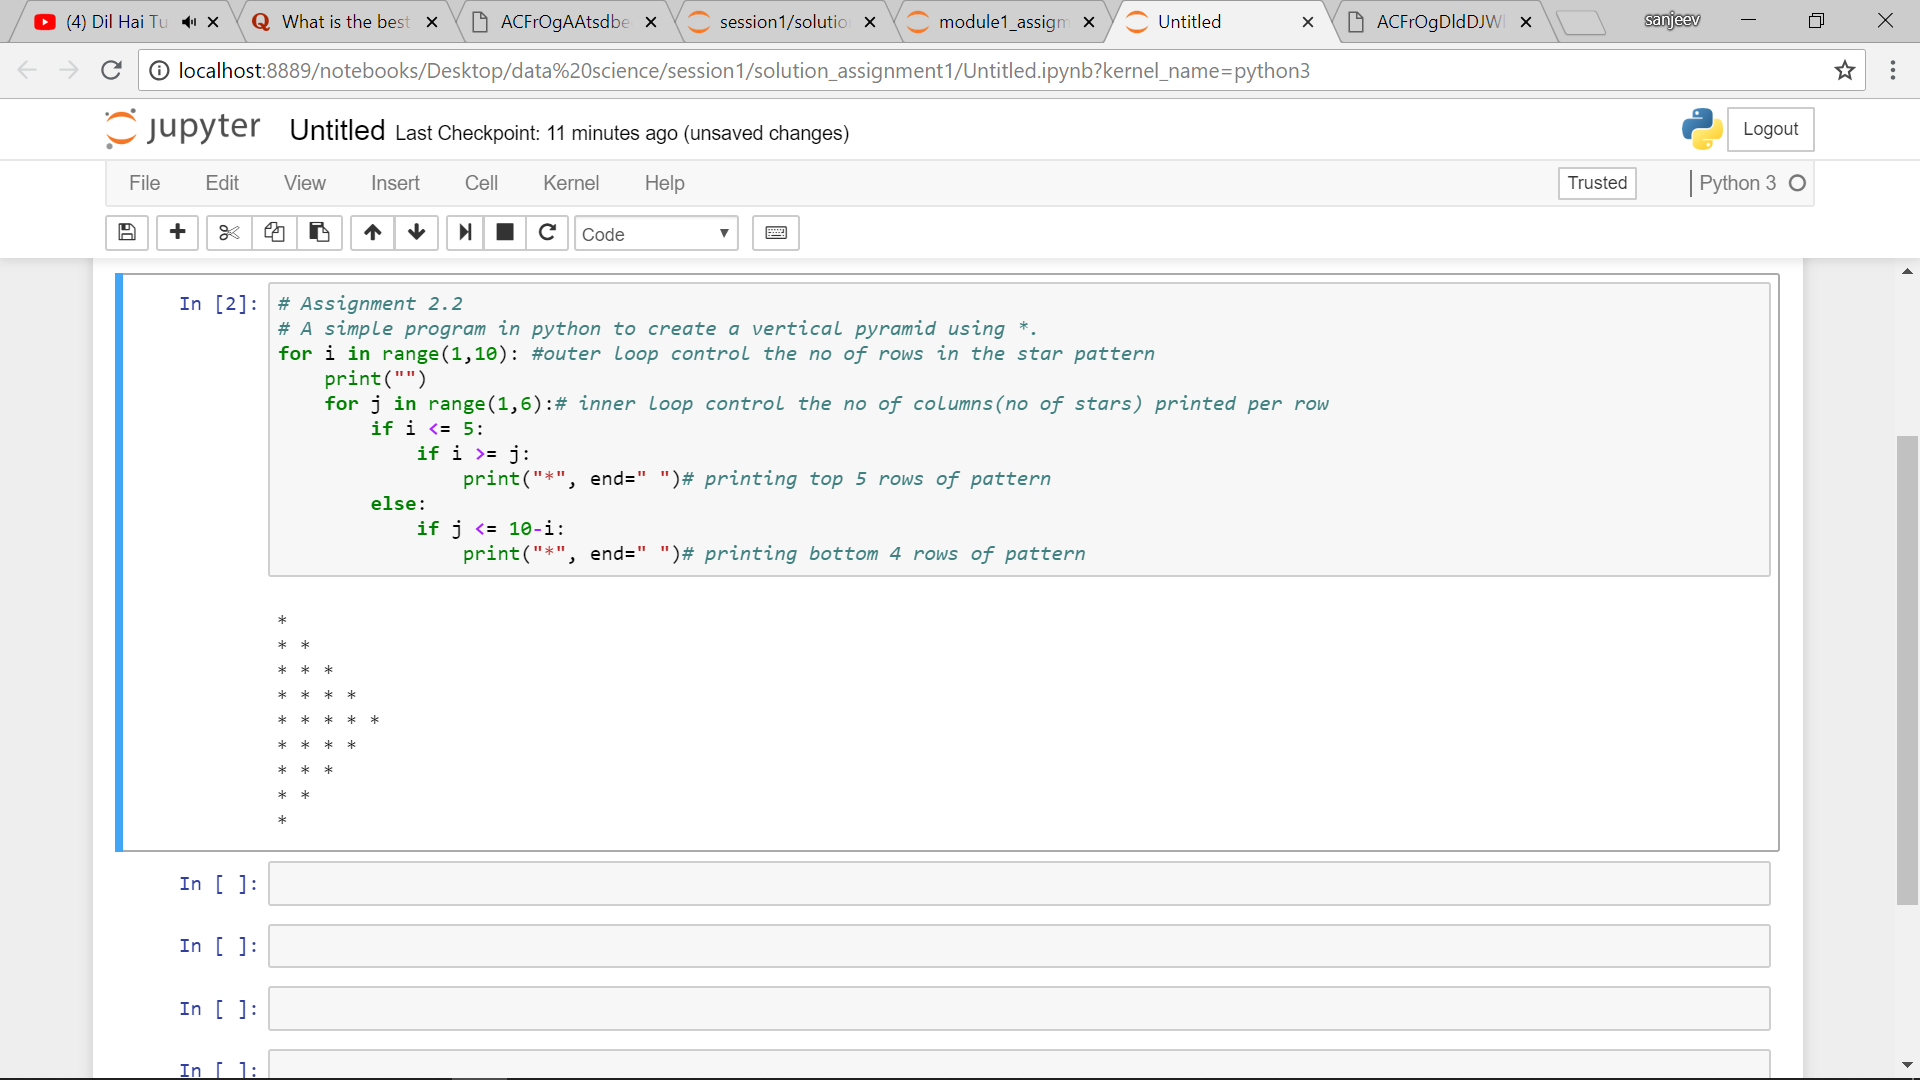 (4) Dil Hai Tu
What is the best
ACFrOgAAtsdbe
session1/solutio
module1_assigm
Untitled
ACFrOgDldDJWl
sanjeev
localhost:8889/notebooks/Desktop/data%20science/session1/solution_assignment1/Untitled.ipynb?kernel_name=python3
jupyter Untitled Last Checkpoint: 11 minutes ago (unsaved changes)
Logout
File Edit View Insert Cell Kernel Help
Trusted
Python 3
Code
In [2]:
# Assignment 2.2
# A simple program in python to create a vertical pyramid using *.
for i in range(1,10): #outer loop control the no of rows in the star pattern
    print("")
    for j in range(1,6):# inner loop control the no of columns(no of stars) printed per row
        if i <= 5:
            if i >= j:
                print("*", end=" ")# printing top 5 rows of pattern
        else:
            if j <= 10-i:
                print("*", end=" ")# printing bottom 4 rows of pattern
*
* *
* * *
* * * *
* * * * *
* * * *
* * *
* *
*
In [ ]:
In [ ]:
In [ ]:
In [ ]: